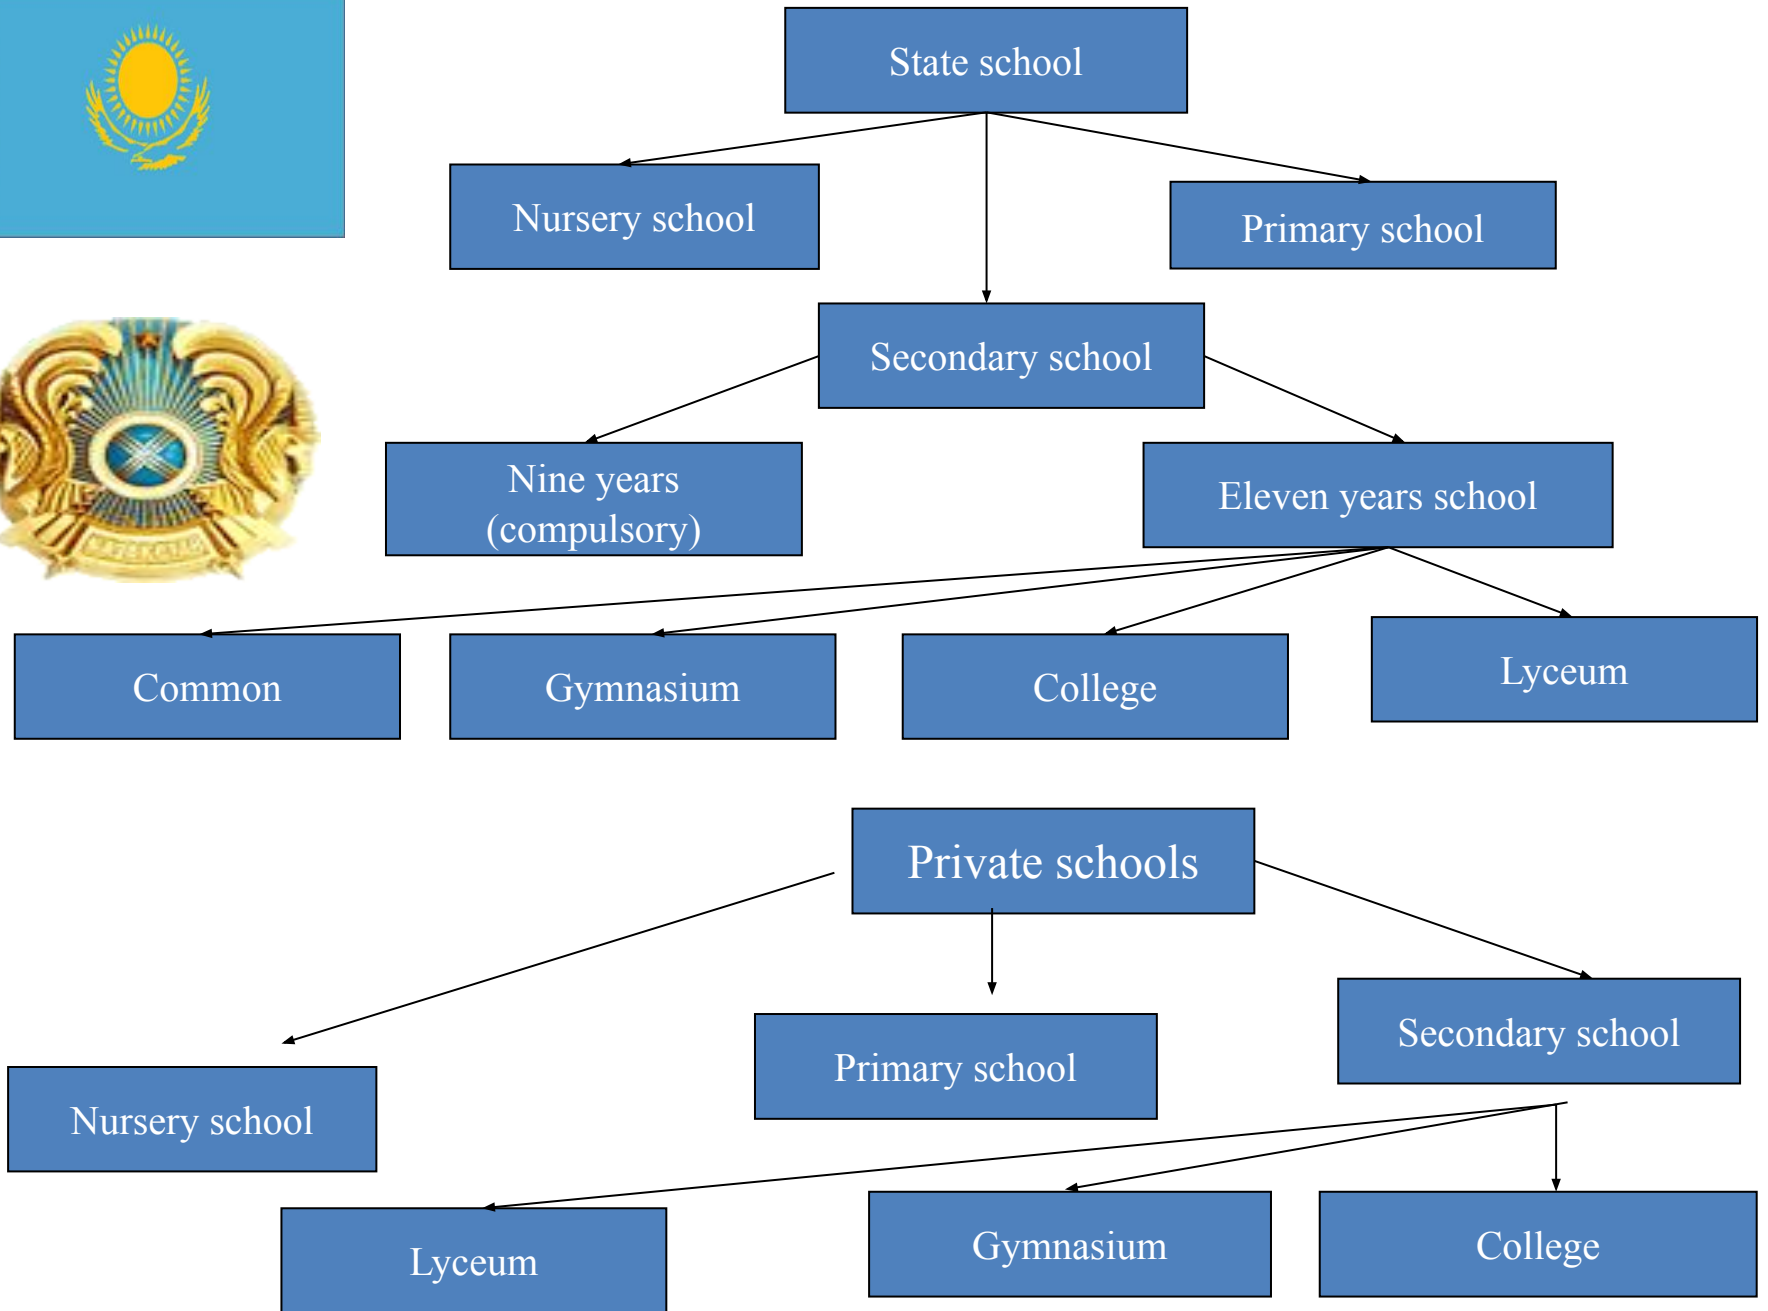 State school
Nursery school
Primary school
Secondary school
Nine years
(compulsory)
Eleven years school
Common
Gymnasium
College
Lyceum
Private schools
Nursery school
Primary school
Secondary school
Lyceum
Gymnasium
College